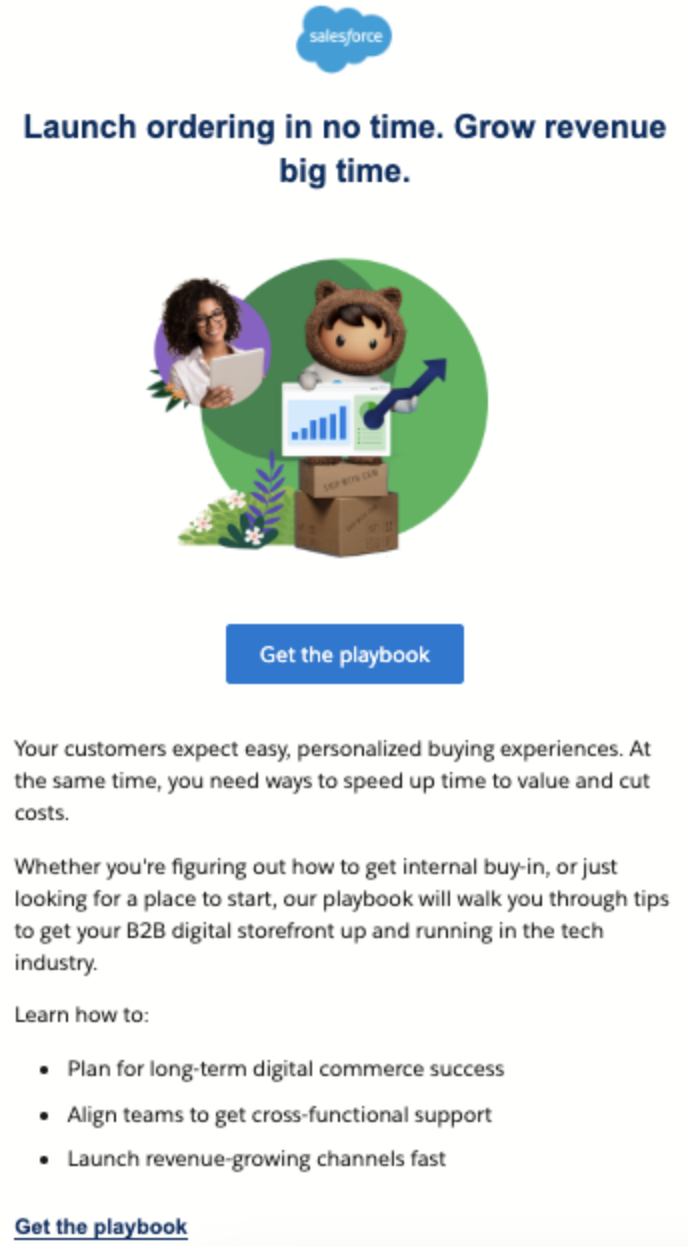 salesforce
Launch ordering in no time. Grow revenue
big time.
SHIP WITH CARE
Get the playbook
Your customers expect easy, personalized buying experiences. At
the same time, you need ways to speed up time to value and cut
costs.
Whether you're figuring out how to get internal buy-in, or just
looking for a place to start, our playbook will walk you through tips
to get your B2B digital storefront up and running in the tech
industry.
Learn how to:
• Plan for long-term digital commerce success
• Align teams to get cross-functional support
• Launch revenue-growing channels fast
Get the playbook